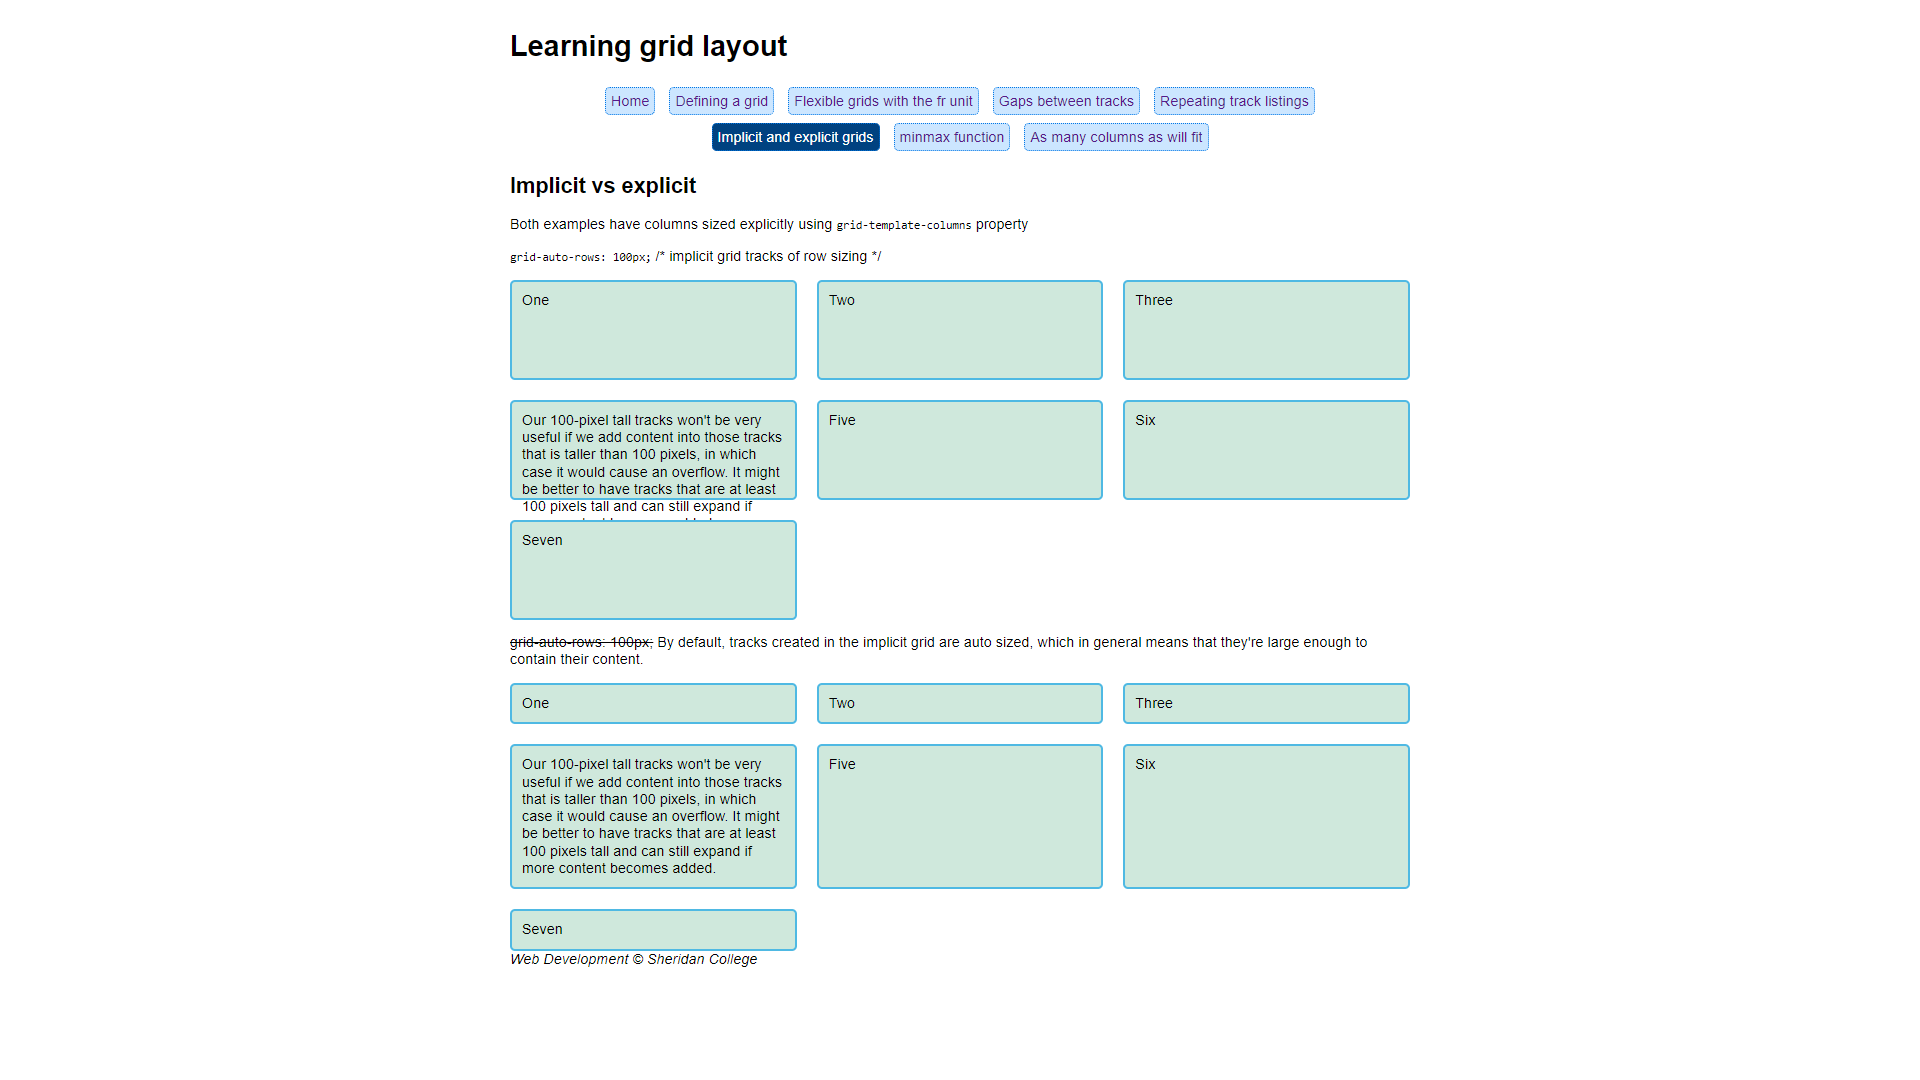 Learning grid layout
Home Defining a grid Flexible grids with the fr unit Gaps between tracks Repeating track listings
Implicit and explicit grids minmax function As many columns as will fit
Implicit vs explicit
Both examples have columns sized explicitly using grid-template-columns property
grid-auto-rows: 100px; /* implicit grid tracks of row sizing */
One Two Three
Our 100-pixel tall tracks won't be very
useful if we add content into those tracks
that is taller than 100 pixels, in which
case it would cause an overflow. It might
be better to have tracks that are at least
100 pixels tall and can still expand if
Five Six
Seven
grid-auto-rows: 100px; By default, tracks created in the implicit grid are auto sized, which in general means that they're large enough to
contain their content.
One Two Three
Our 100-pixel tall tracks won't be very
useful if we add content into those tracks
that is taller than 100 pixels, in which
case it would cause an overflow. It might
be better to have tracks that are at least
100 pixels tall and can still expand if
more content becomes added.
Five Six
Seven
Web Development © Sheridan College